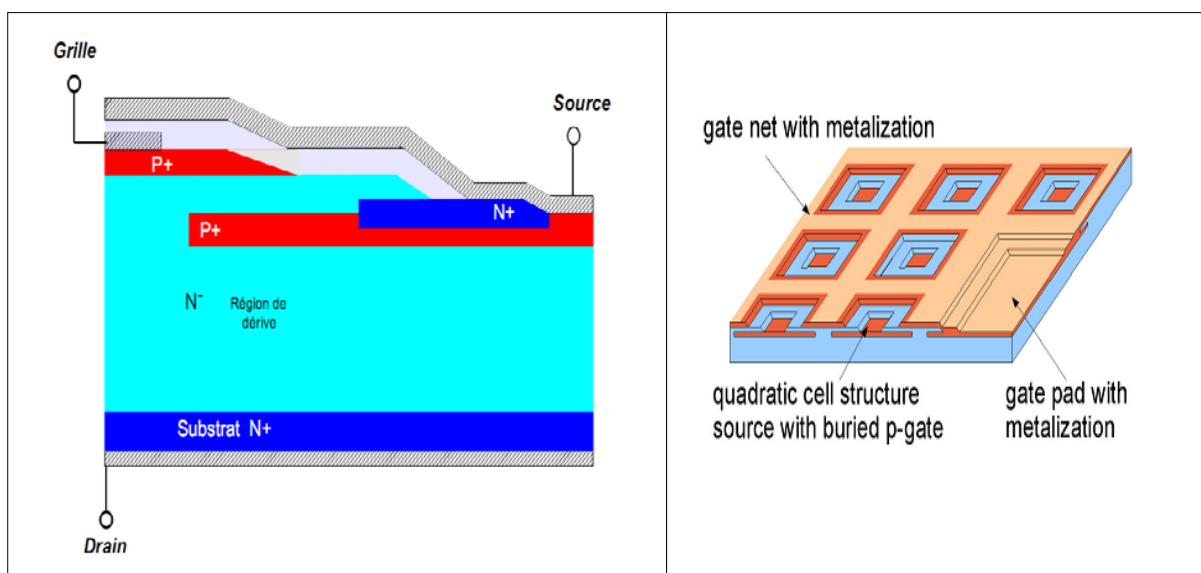 Grille
Source
P+
N+
P+
N⁻
Région de
dérive
Substrat N+
Drain
gate net with metalization
quadratic cell structure
source with buried p-gate
gate pad with
metalization